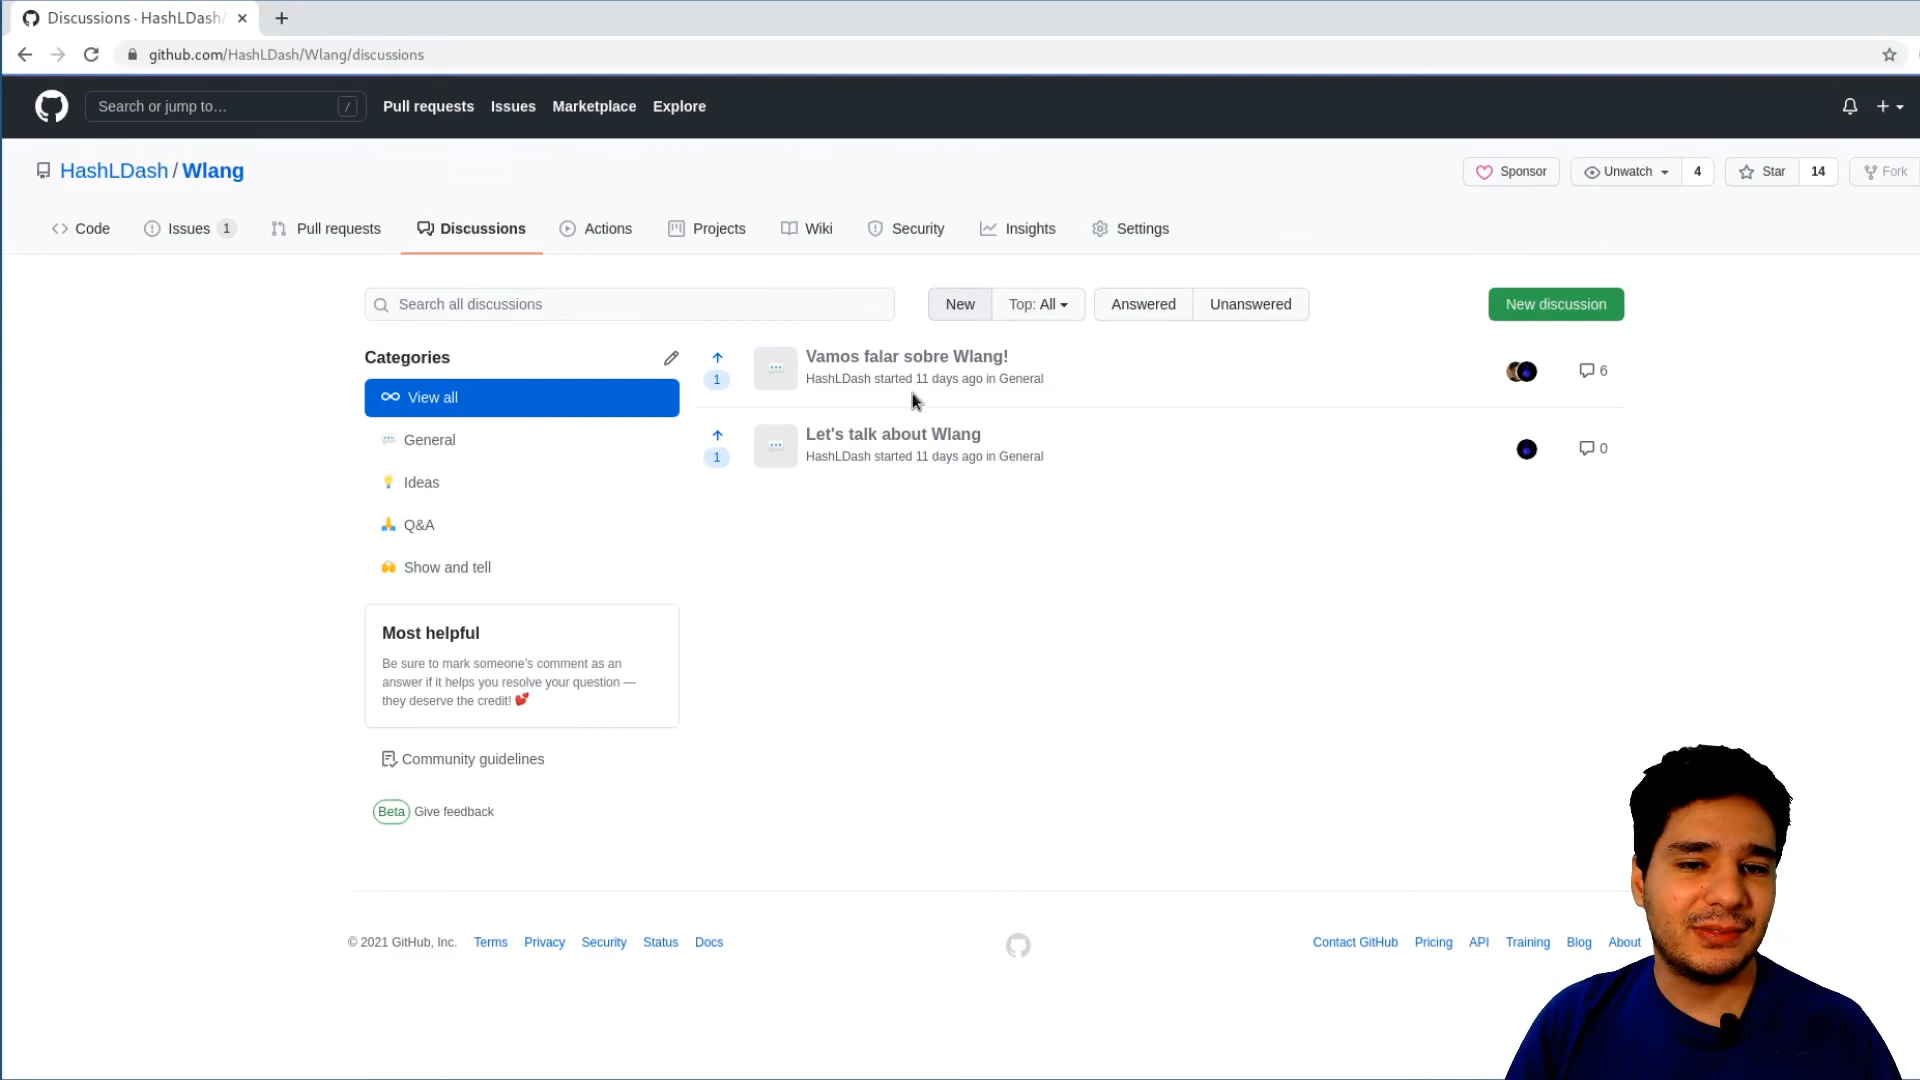 Discussions · HashLDash/
github.com/HashLDash/Wlang/discussions
Search or jump to… / Pull requests Issues Marketplace Explore
HashLDash / Wlang Sponsor Unwatch 4 Star 14 Fork
Code Issues 1 Pull requests Discussions Actions Projects Wiki Security Insights Settings
Search all discussions New Top: All Answered Unanswered New discussion
Categories
View all
General
Ideas
Q&A
Show and tell
1 Vamos falar sobre Wlang! 6
HashLDash started 11 days ago in General
1 Let's talk about Wlang 0
HashLDash started 11 days ago in General
Most helpful
Be sure to mark someone's comment as an
answer if it helps you resolve your question —
they deserve the credit! 💕
Community guidelines
Beta Give feedback
© 2021 GitHub, Inc. Terms Privacy Security Status Docs Contact GitHub Pricing API Training Blog About